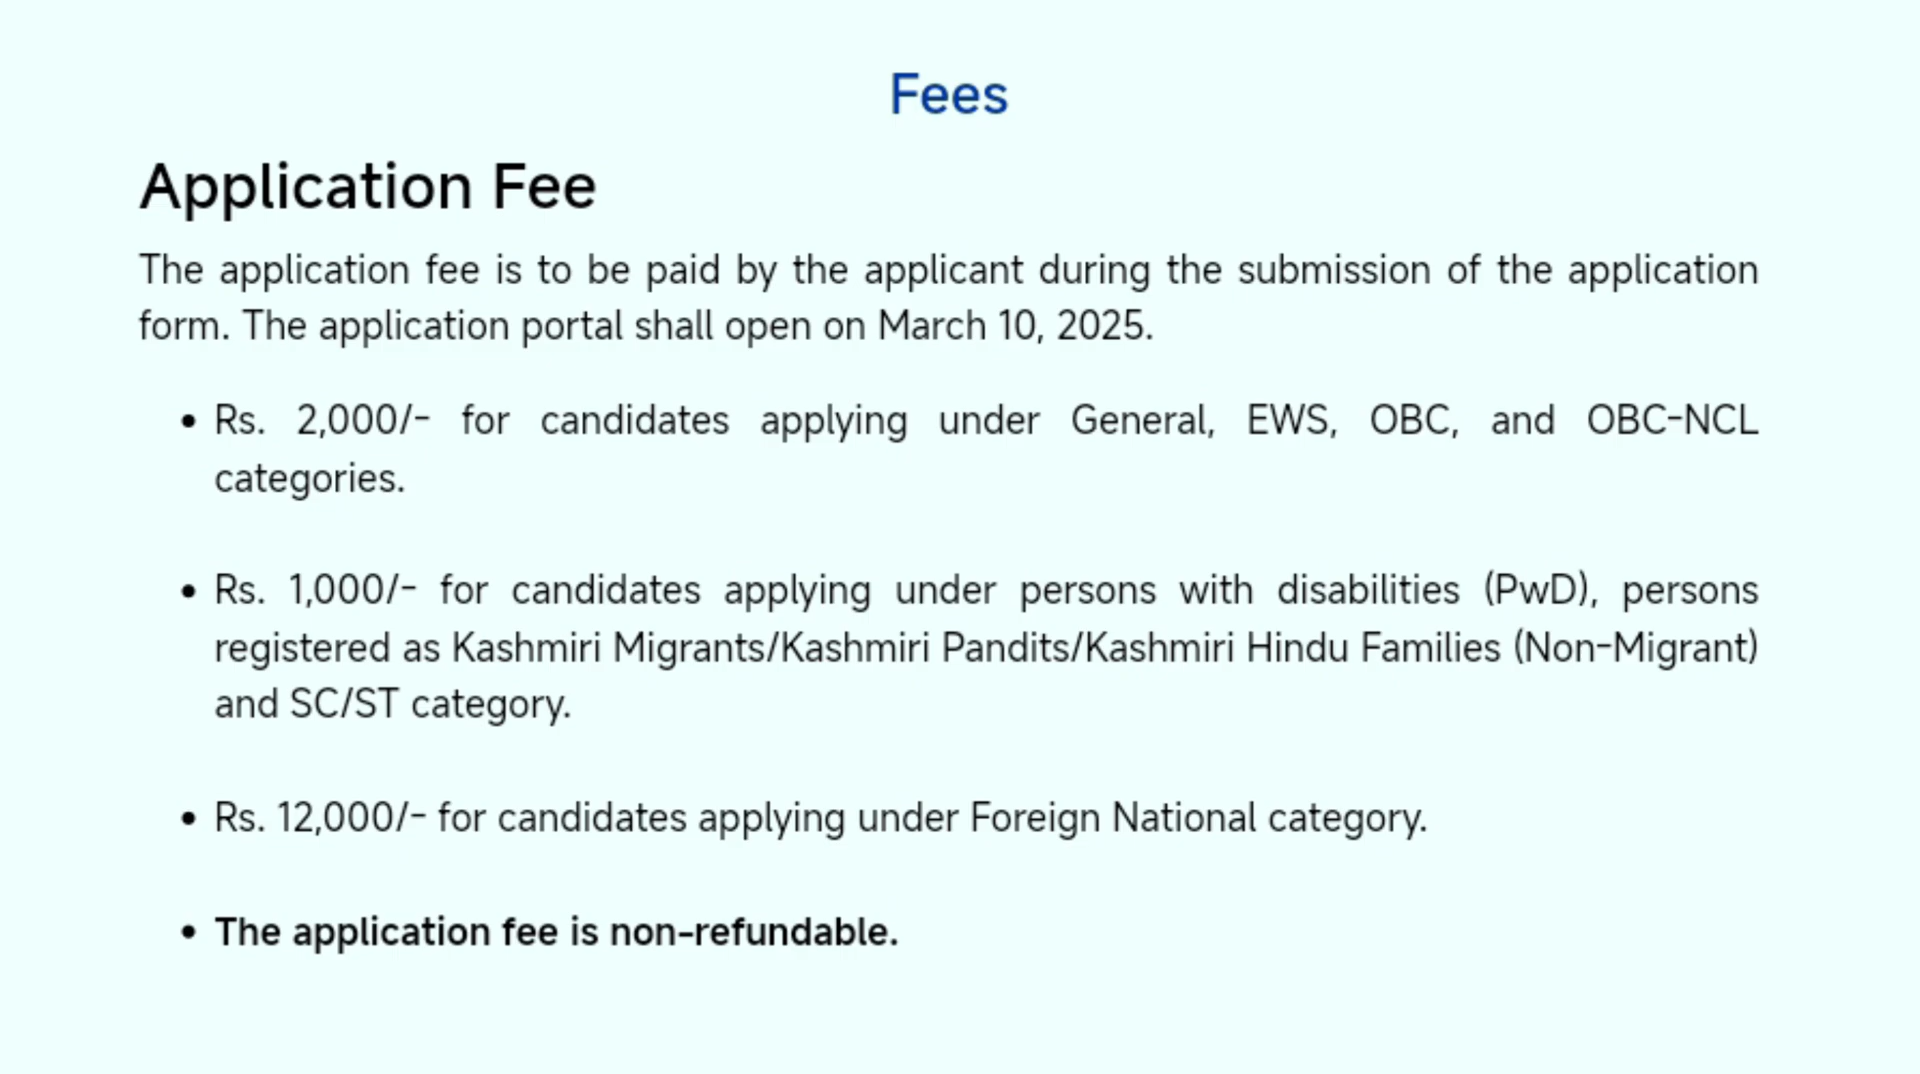 Fees
Application Fee
The application fee is to be paid by the applicant during the submission of the application
form. The application portal shall open on March 10, 2025.
• Rs. 2,000/- for candidates applying under General, EWS, OBC, and OBC-NCL
categories.
• Rs. 1,000/- for candidates applying under persons with disabilities (PwD), persons
registered as Kashmiri Migrants/Kashmiri Pandits/Kashmiri Hindu Families (Non-Migrant)
and SC/ST category.
• Rs. 12,000/- for candidates applying under Foreign National category.
• The application fee is non-refundable.